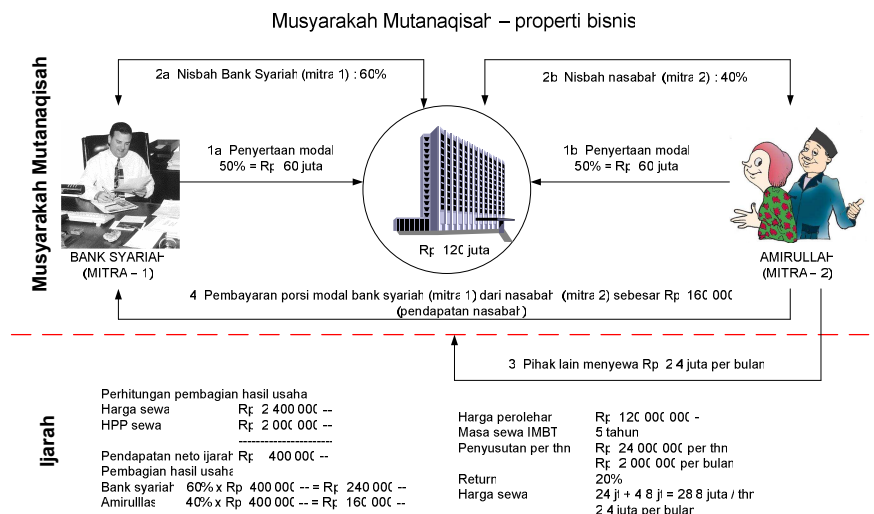 Musyarakah Mutanaqisah – properti bisnis
Musyarakah Mutanaqisah
2a Nisbah Bank Syariah (mitra 1) : 60%
2b Nisbah nasabah (mitra 2) : 40%
1a Penyertaan modal
50% = Rp 60 juta
1b Penyertaan modal
50% = Rp 60 juta
Rp 120 juta
BANK SYARIAH
(MITRA – 1)
AMIRULLAH
(MITRA – 2)
4 Pembayaran porsi modal bank syariah (mitra 1) dari nasabah (mitra 2) sebesar Rp 160 000
(pendapatan nasabah)
3 Pihak lain menyewa Rp 2 4 juta per bulan
Ijarah
Perhitungan pembagian hasil usaha
Harga sewa Rp 2 400 000 --
HPP sewa Rp 2 000 000 --
----------------------
Pendapatan neto ijarah Rp 400 000 --
Pembagian hasil usaha
Bank syariah 60% x Rp 400 000 -- = Rp 240 000 --
Amirulllas 40% x Rp 400 000 -- = Rp 160 000 --
Harga perolehan Rp 120 000 000 -
Masa sewa IMBT 5 tahun
Penyusutan per thn Rp 24 000 000 per thn
Rp 2 000 000 per bulan
Return 20%
Harga sewa 24 jt + 4 8 jt = 28 8 juta / thn
2 4 juta per bulan